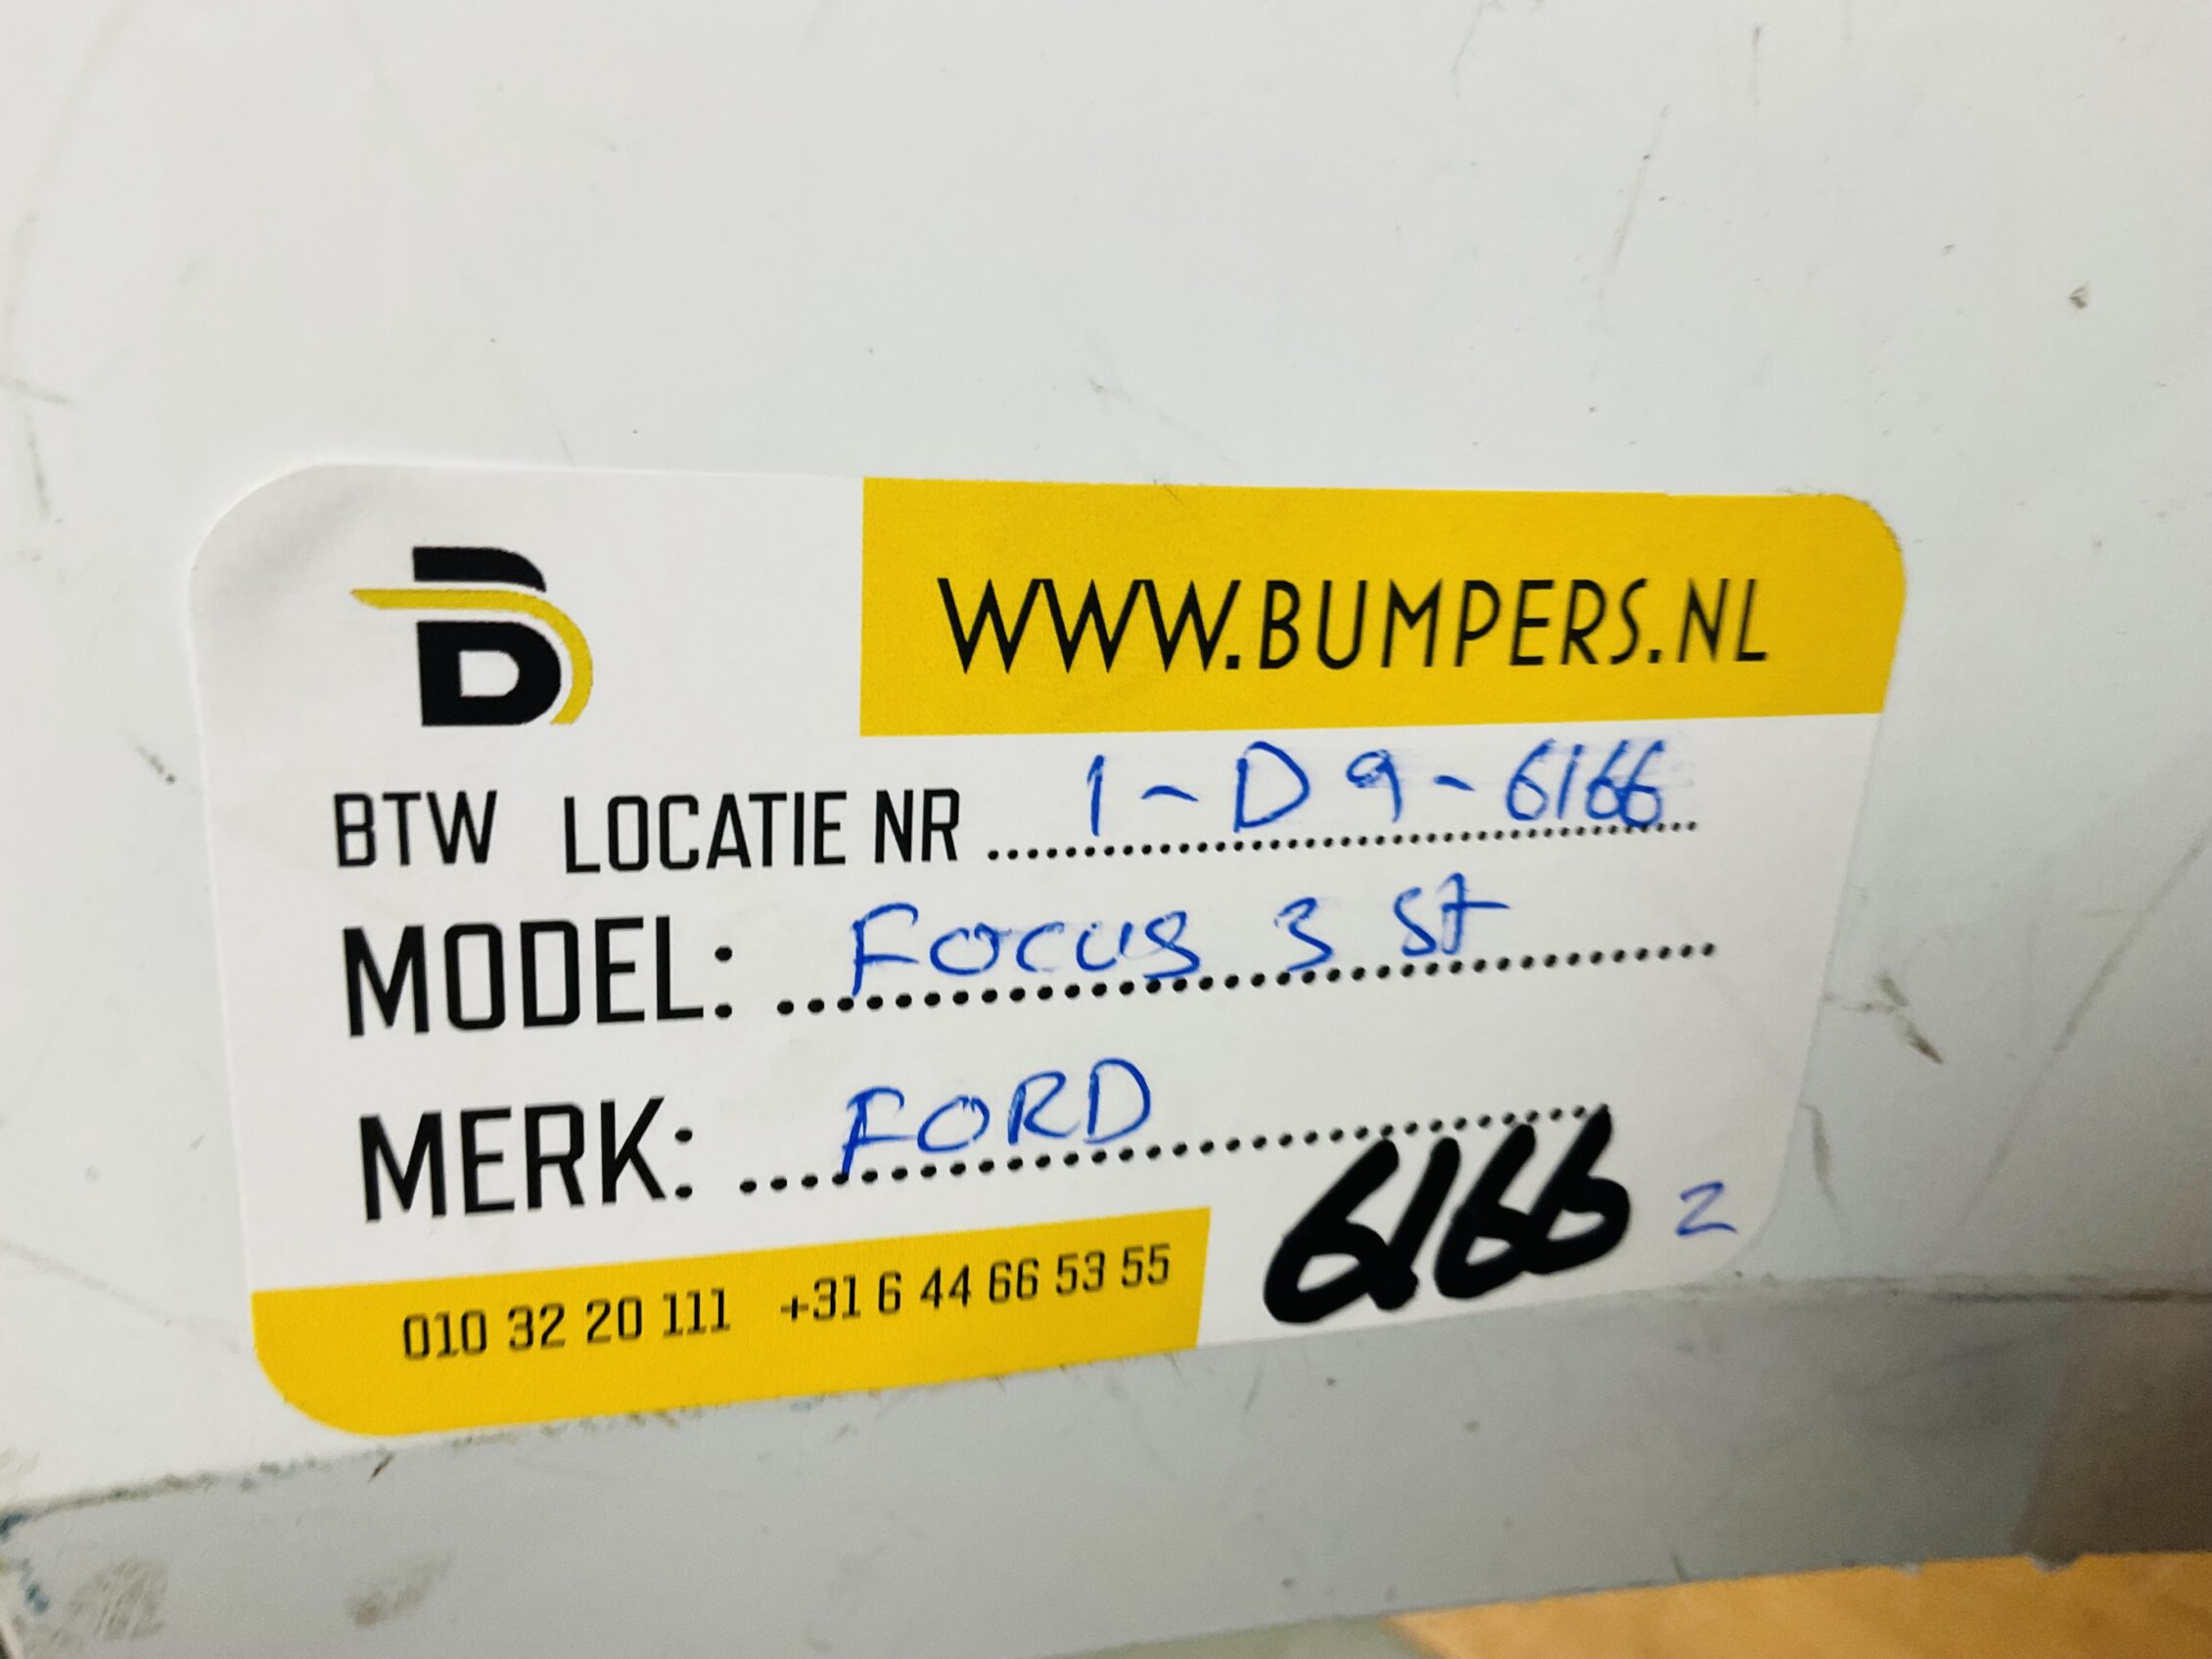 B
WWW.BUMPERS.NL
BTW LOCATIE NR 1-D9-6166
MODEL: Focus 3 St
MERK: FORD
6166 2
010 32 20 111 +31 6 44 66 53 55